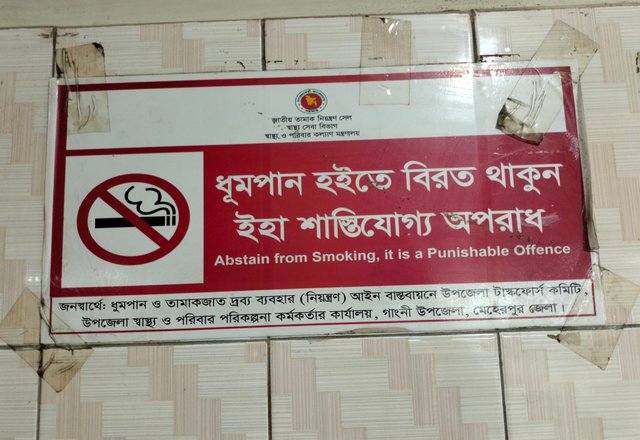 জাতীয় তামাক নিয়ন্ত্রণ সেল
স্বাস্থ্য সেবা বিভাগ
স্বাস্থ্য ও পরিবার কল্যাণ মন্ত্রণালয়
ধূমপান হইতে বিরত থাকুন
ইহা শাস্তিযোগ্য অপরাধ
Abstain from Smoking, it is a Punishable Offence
জনস্বার্থে: ধুমপান ও তামাকজাত দ্রব্য ব্যবহার (নিয়ন্ত্রণ) আইন বাস্তবায়নে উপজেলা টাস্কফোর্স কমিটি,
উপজেলা স্বাস্থ্য ও পরিবার পরিকল্পনা কর্মকর্তার কার্যালয়, গাংনী উপজেলা, মেহেরপুর জেলা।